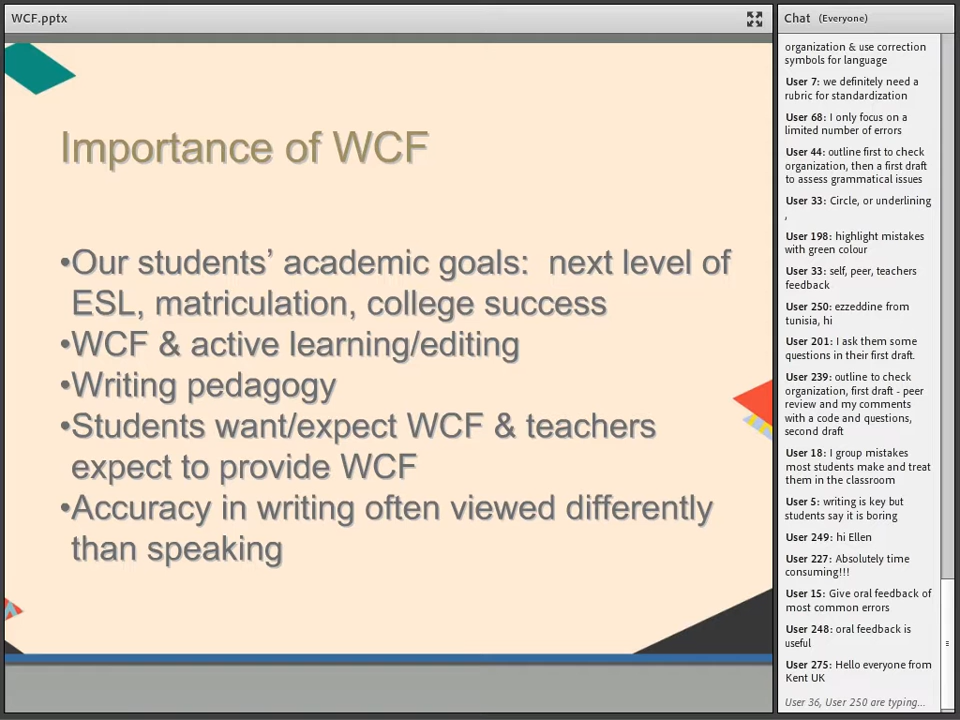 WCF.pptx
Importance of WCF
•Our students’ academic goals:  next level of
ESL, matriculation, college success
•WCF & active learning/editing
•Writing pedagogy
•Students want/expect WCF & teachers
expect to provide WCF
•Accuracy in writing often viewed differently
than speaking
Chat (Everyone)
organization & use correction
symbols for language
User 7: we definitely need a
rubric for standardization
User 68: I only focus on a
limited number of errors
User 44: outline first to check
organization, then a first draft
to assess grammatical issues
User 33: Circle, or underlining
,
User 198: highlight mistakes
with green colour
User 33: self, peer, teachers
feedback
User 250: ezzeddine from
tunisia, hi
User 201: I ask them some
questions in their first draft.
User 239: outline to check
organization, first draft - peer
review and my comments
with a code and questions,
second draft
User 18: I group mistakes
most students make and treat
them in the classroom
User 5: writing is key but
students say it is boring
User 249: hi Ellen
User 227: Absolutely time
consuming!!!
User 15: Give oral feedback of
most common errors
User 248: oral feedback is
useful
User 275: Hello everyone from
Kent UK
User 36, User 250 are typing...